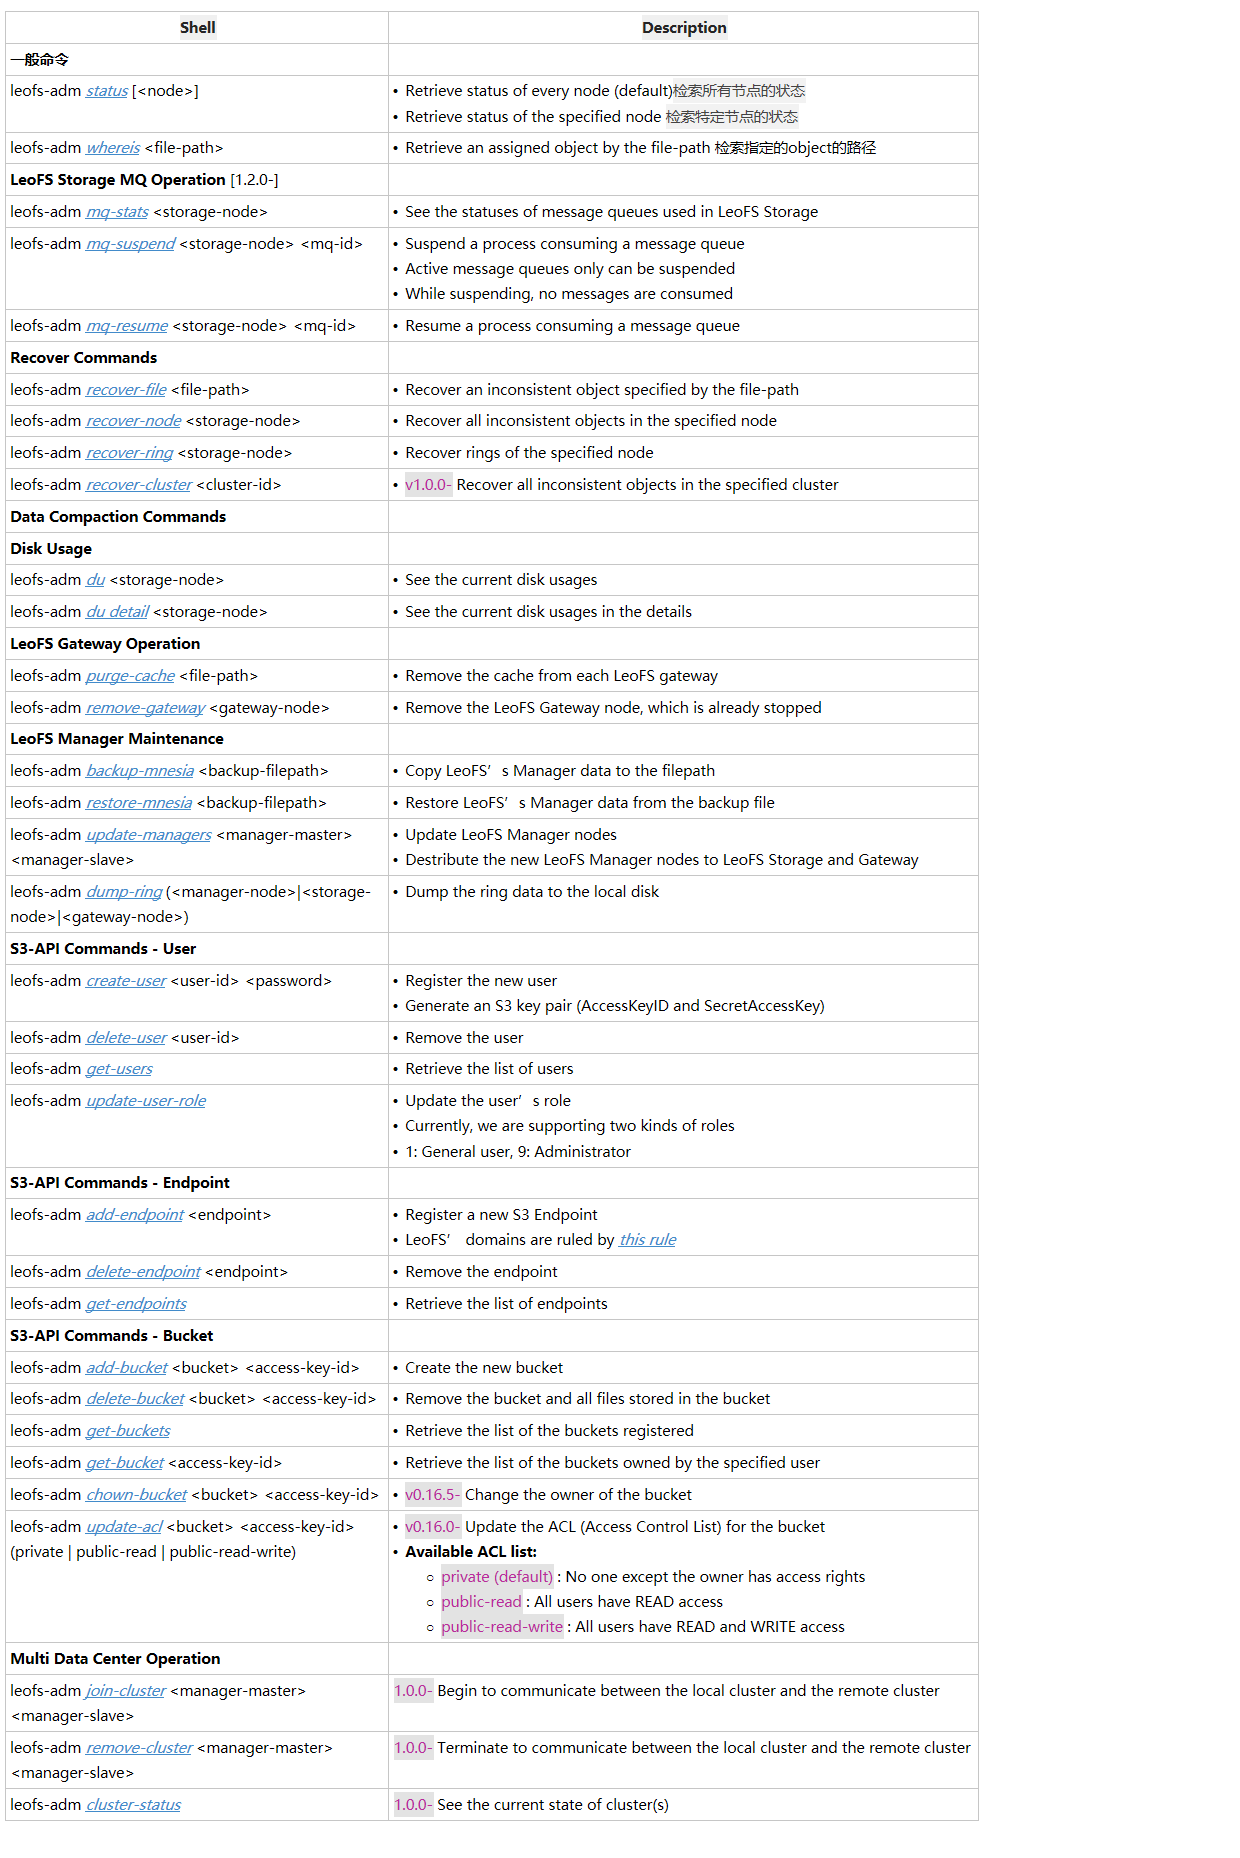 Shell Description
一般命令
leofs-adm status [<node>] • Retrieve status of every node (default)检索所有节点的状态
• Retrieve status of the specified node 检索特定节点的状态
leofs-adm whereis <file-path> • Retrieve an assigned object by the file-path 检索指定的object的路径
LeoFS Storage MQ Operation [1.2.0-]
leofs-adm mq-stats <storage-node> • See the statuses of message queues used in LeoFS Storage
leofs-adm mq-suspend <storage-node> <mq-id> • Suspend a process consuming a message queue
• Active message queues only can be suspended
• While suspending, no messages are consumed
leofs-adm mq-resume <storage-node> <mq-id> • Resume a process consuming a message queue
Recover Commands
leofs-adm recover-file <file-path> • Recover an inconsistent object specified by the file-path
leofs-adm recover-node <storage-node> • Recover all inconsistent objects in the specified node
leofs-adm recover-ring <storage-node> • Recover rings of the specified node
leofs-adm recover-cluster <cluster-id> • v1.0.0- Recover all inconsistent objects in the specified cluster
Data Compaction Commands
Disk Usage
leofs-adm du <storage-node> • See the current disk usages
leofs-adm du detail <storage-node> • See the current disk usages in the details
LeoFS Gateway Operation
leofs-adm purge-cache <file-path> • Remove the cache from each LeoFS gateway
leofs-adm remove-gateway <gateway-node> • Remove the LeoFS Gateway node, which is already stopped
LeoFS Manager Maintenance
leofs-adm backup-mnesia <backup-filepath> • Copy LeoFS’s Manager data to the filepath
leofs-adm restore-mnesia <backup-filepath> • Restore LeoFS’s Manager data from the backup file
leofs-adm update-managers <manager-master> • Update LeoFS Manager nodes
<manager-slave> • Destribute the new LeoFS Manager nodes to LeoFS Storage and Gateway
leofs-adm dump-ring (<manager-node>|<storage- • Dump the ring data to the local disk
node>|<gateway-node>)
S3-API Commands - User
leofs-adm create-user <user-id> <password> • Register the new user
• Generate an S3 key pair (AccessKeyID and SecretAccessKey)
leofs-adm delete-user <user-id> • Remove the user
leofs-adm get-users • Retrieve the list of users
leofs-adm update-user-role • Update the user’s role
• Currently, we are supporting two kinds of roles
• 1: General user, 9: Administrator
S3-API Commands - Endpoint
leofs-adm add-endpoint <endpoint> • Register a new S3 Endpoint
• LeoFS’ domains are ruled by this rule
leofs-adm delete-endpoint <endpoint> • Remove the endpoint
leofs-adm get-endpoints • Retrieve the list of endpoints
S3-API Commands - Bucket
leofs-adm add-bucket <bucket> <access-key-id> • Create the new bucket
leofs-adm delete-bucket <bucket> <access-key-id> • Remove the bucket and all files stored in the bucket
leofs-adm get-buckets • Retrieve the list of the buckets registered
leofs-adm get-bucket <access-key-id> • Retrieve the list of the buckets owned by the specified user
leofs-adm chown-bucket <bucket> <access-key-id> • v0.16.5- Change the owner of the bucket
leofs-adm update-acl <bucket> <access-key-id> • v0.16.0- Update the ACL (Access Control List) for the bucket
(private | public-read | public-read-write) • Available ACL list:
○ private (default) : No one except the owner has access rights
○ public-read : All users have READ access
○ public-read-write : All users have READ and WRITE access
Multi Data Center Operation
leofs-adm join-cluster <manager-master> 1.0.0- Begin to communicate between the local cluster and the remote cluster
<manager-slave>
leofs-adm remove-cluster <manager-master> 1.0.0- Terminate to communicate between the local cluster and the remote cluster
<manager-slave>
leofs-adm cluster-status 1.0.0- See the current state of cluster(s)